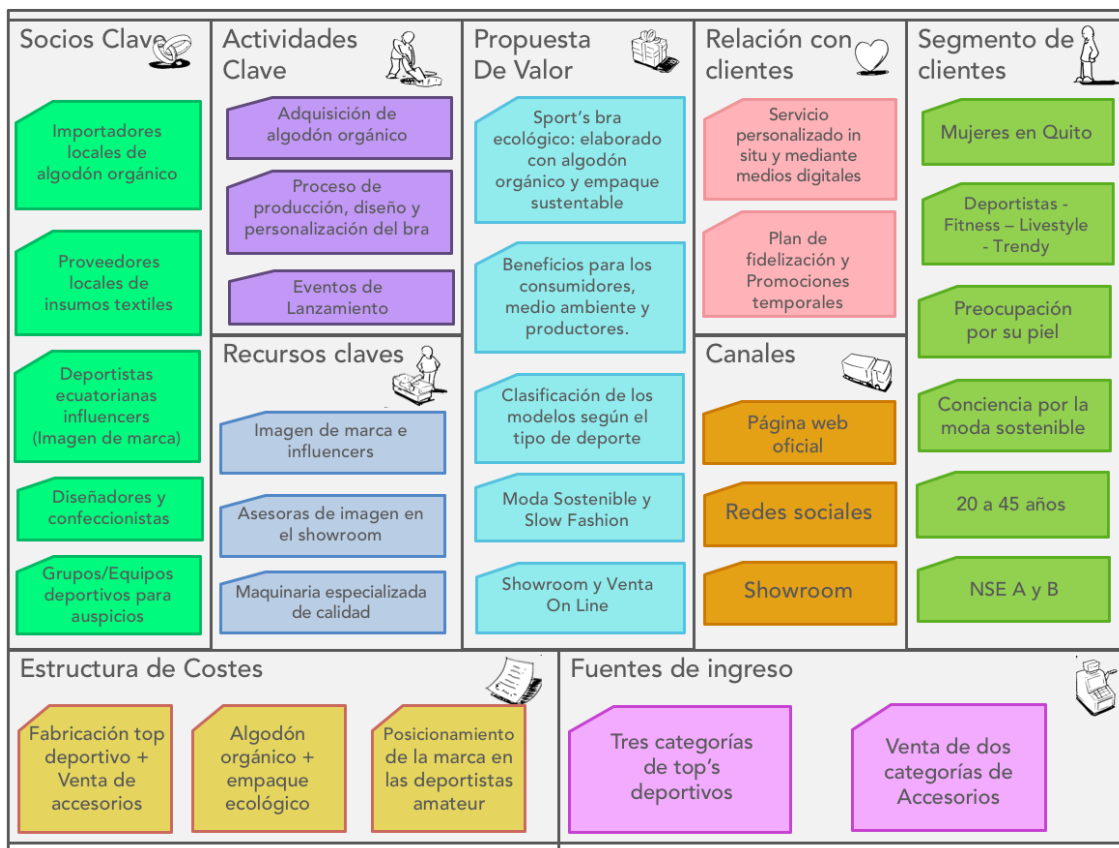 Socios Clave
Importadores
locales de
algodón orgánico
Proveedores
locales de
insumos textiles
Deportistas
ecuatorianas
influencers
(Imagen de marca)
Diseñadores y
confeccionistas
Grupos/Equipos
deportivos para
auspicios
Actividades
Clave
Adquisición de
algodón orgánico
Proceso de
producción, diseño y
personalización del bra
Eventos de
Lanzamiento
Recursos claves
Imagen de marca e
influencers
Asesoras de imagen en
el showroom
Maquinaria especializada
de calidad
Propuesta
De Valor
Sport’s bra
ecológico: elaborado
con algodón
orgánico y empaque
sustentable
Beneficios para los
consumidores,
medio ambiente y
productores.
Clasificación de los
modelos según el
tipo de deporte
Moda Sostenible y
Slow Fashion
Showroom y Venta
On Line
Relación con
clientes
Servicio
personalizado in
situ y mediante
medios digitales
Plan de
fidelización y
Promociones
temporales
Canales
Página web
oficial
Redes sociales
Showroom
Segmento de
clientes
Mujeres en Quito
Deportistas -
Fitness – Livestyle
- Trendy
Preocupación
por su piel
Conciencia por la
moda sostenible
20 a 45 años
NSE A y B
Estructura de Costes
Fabricación top
deportivo +
Venta de
accesorios
Algodón
orgánico +
empaque
ecológico
Posicionamiento
de la marca en
las deportistas
amateur
Fuentes de ingreso
Tres categorías
de top’s
deportivos
Venta de dos
categorías de
Accesorios